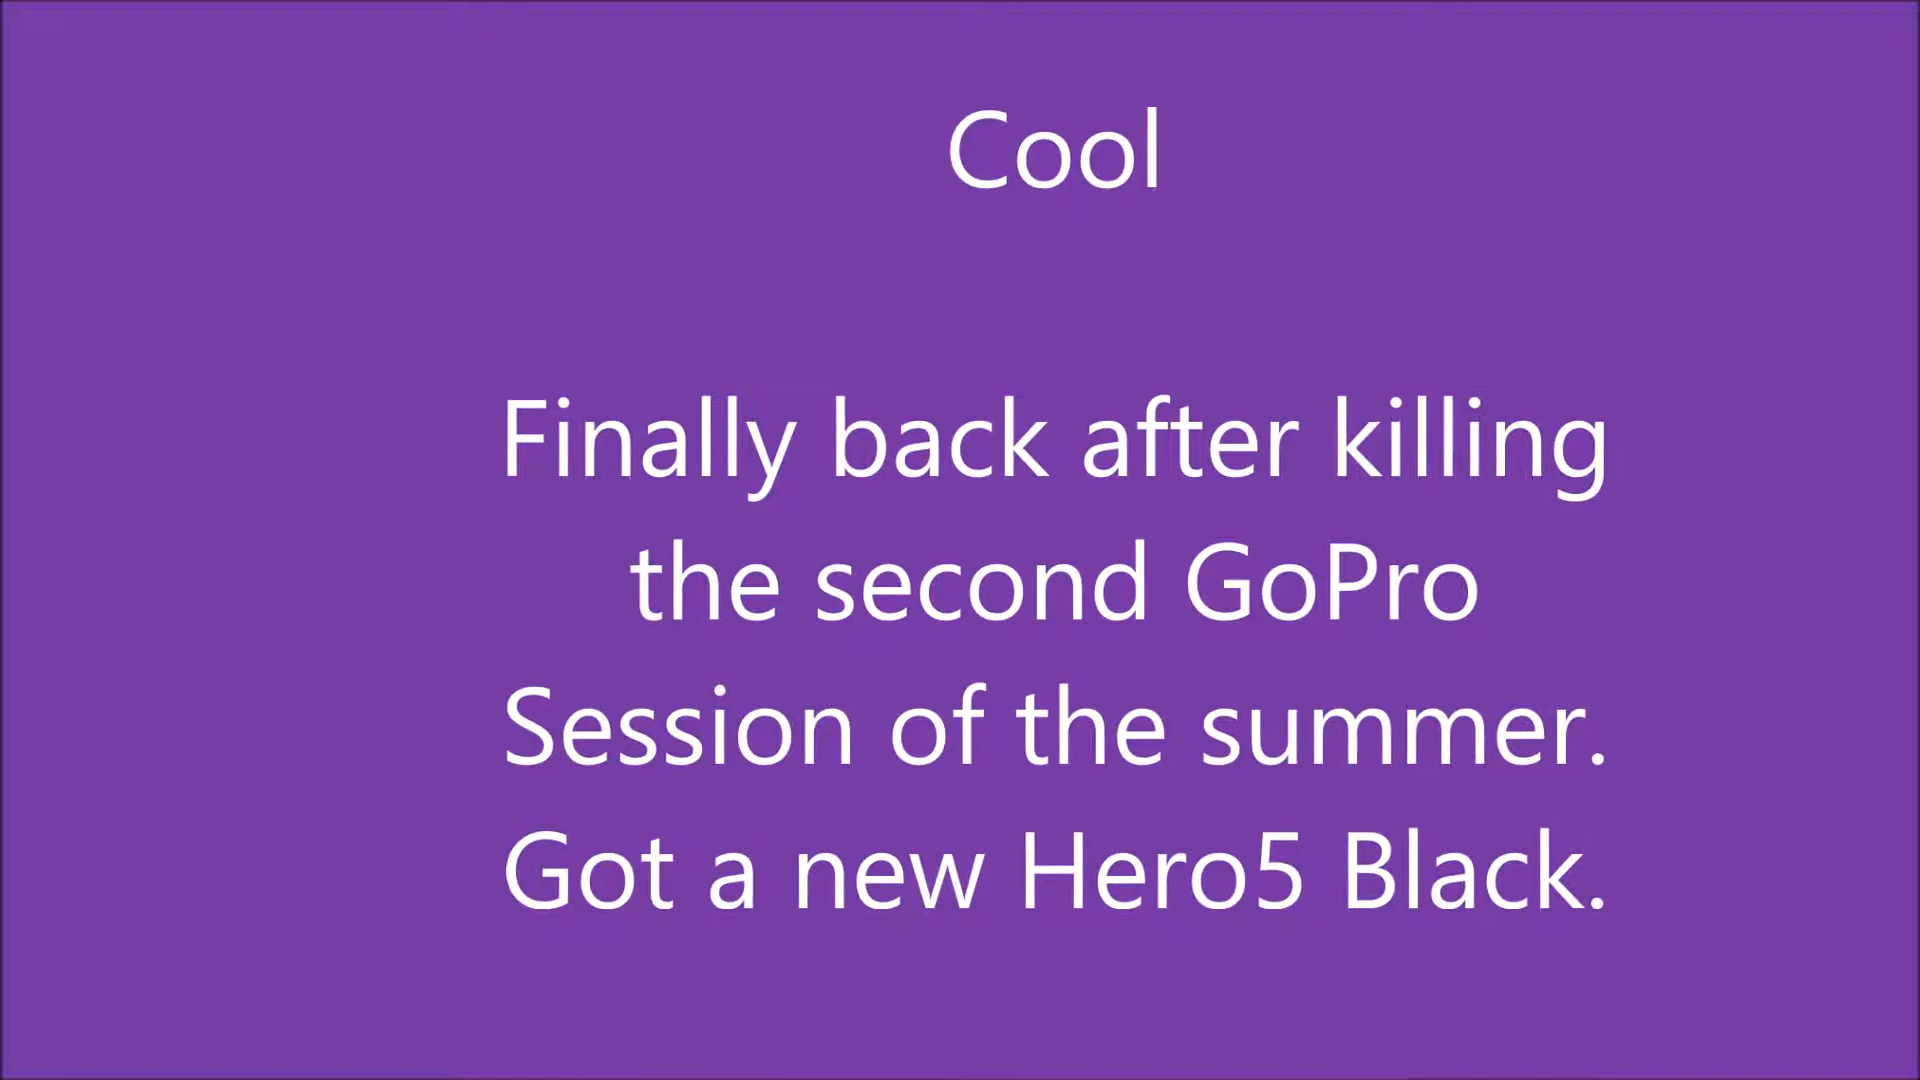 Cool
Finally back after killing
the second GoPro
Session of the summer.
Got a new Hero5 Black.